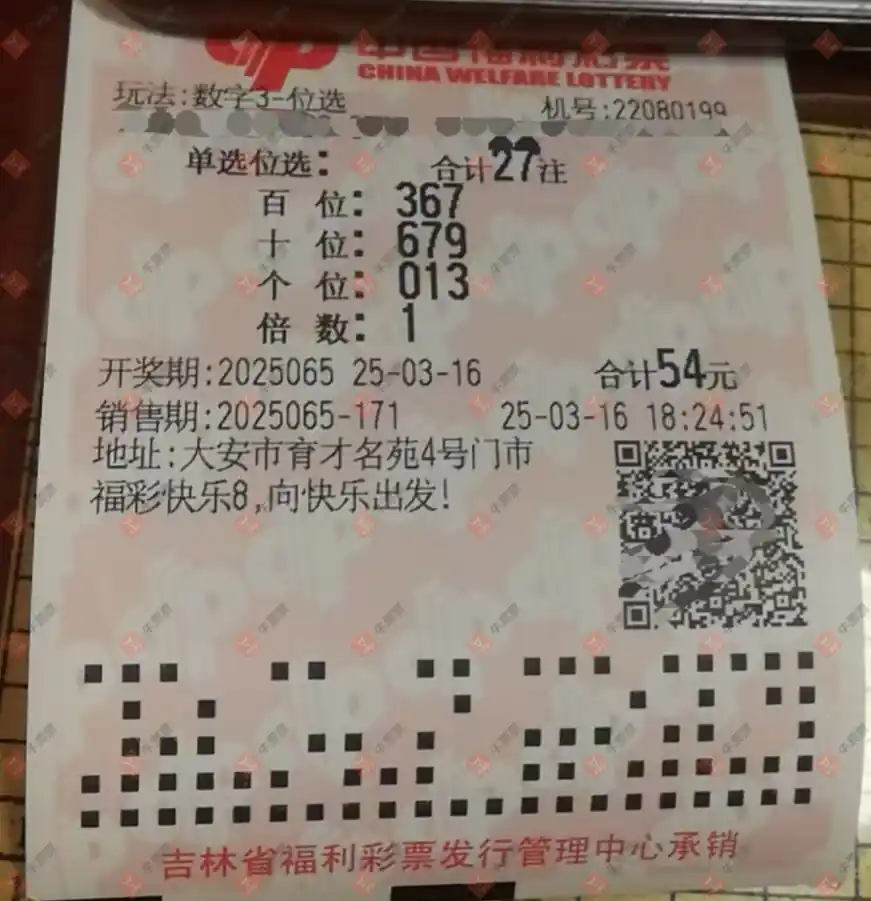 中国福利彩票
CHINA WELFARE LOTTERY
玩法:数字3-位选 机号:22080199
单选位选: 合计27注
百 位: 367
十 位: 679
个 位: 013
倍 数: 1
开奖期:2025065 25-03-16 合计54元
销售期:2025065-171 25-03-16 18:24:51
地址:大安市育才名苑4号门市
福彩快乐8,向快乐出发!
吉林省福利彩票发行管理中心承销